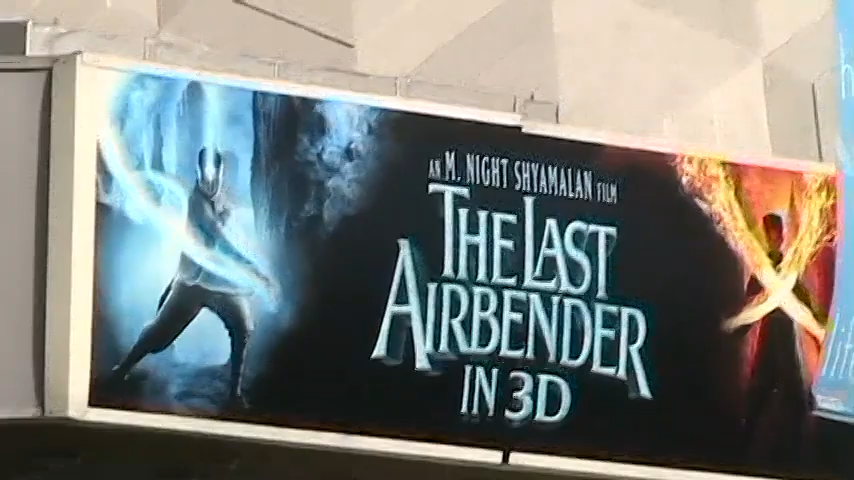 AN M. NIGHT SHYAMALAN FILM
THE LAST
AIRBENDER
IN 3D